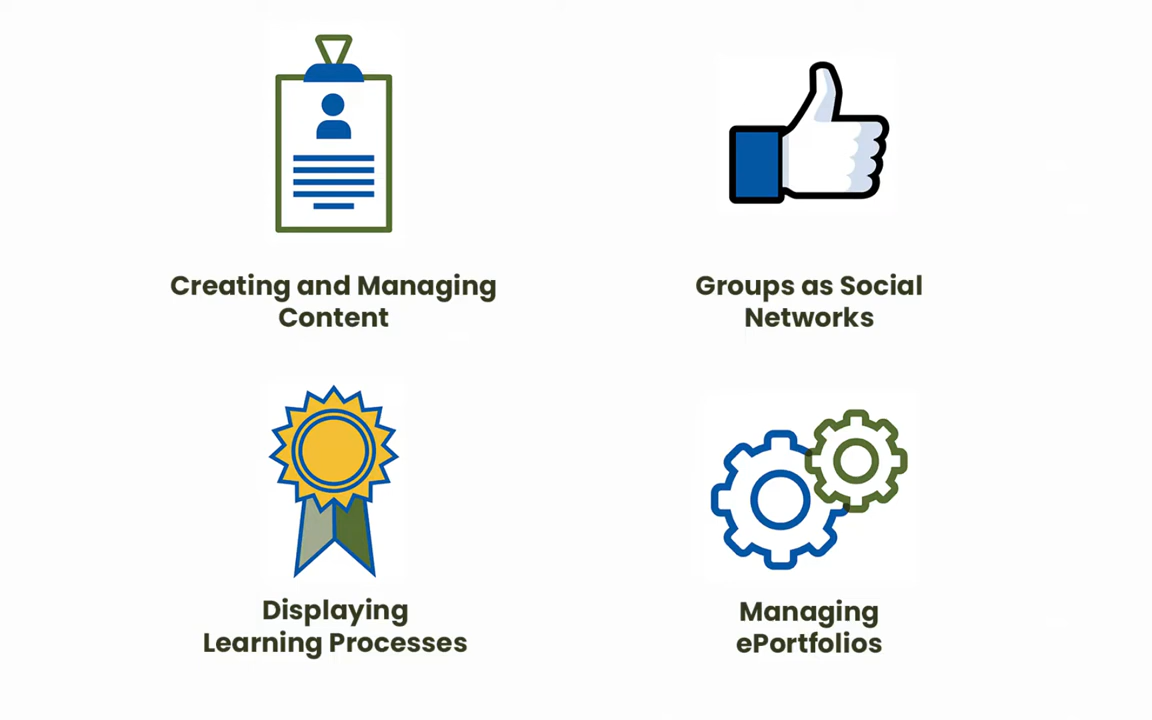 Creating and Managing
Content
Groups as Social
Networks
Displaying
Learning Processes
Managing
ePortfolios